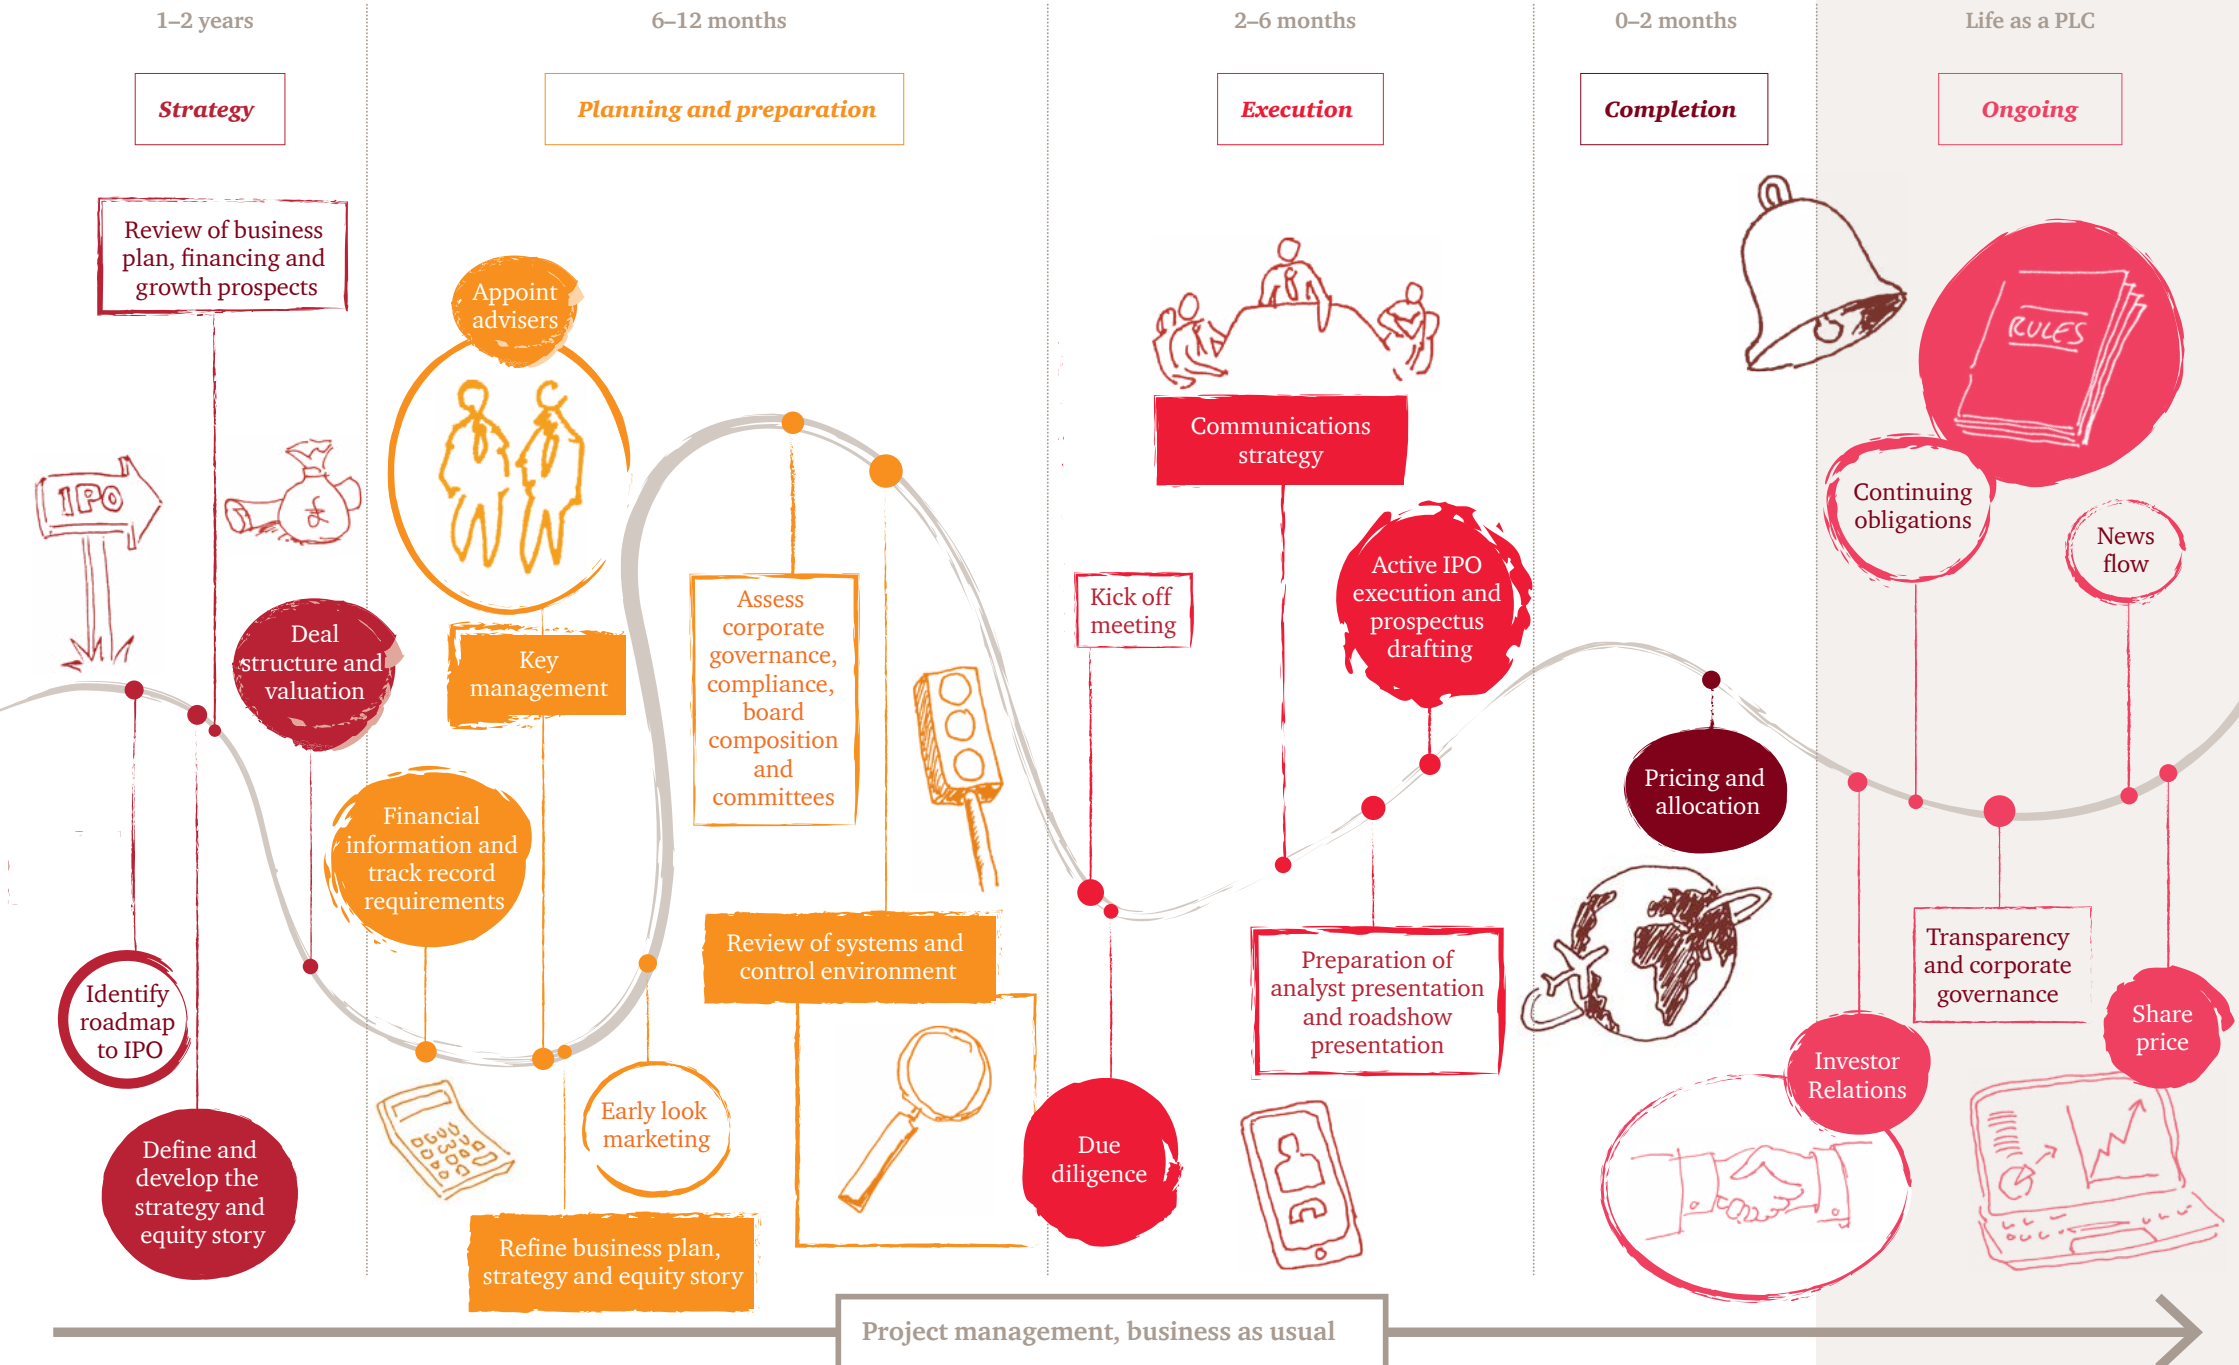 1–2 years
6–12 months
2–6 months
0–2 months
Life as a PLC
Strategy
Planning and preparation
Execution
Completion
Ongoing
Review of business
plan, financing and
growth prospects
IPO
£
Deal
structure and
valuation
Identify
roadmap
to IPO
Define and
develop the
strategy and
equity story
Appoint
advisers
Key
management
Financial
information and
track record
requirements
Early look
marketing
Refine business plan,
strategy and equity story
Assess
corporate
governance,
compliance,
board
composition
and
committees
Review of systems and
control environment
Kick off
meeting
Communications
strategy
Active IPO
execution and
prospectus
drafting
Preparation of
analyst presentation
and roadshow
presentation
Due
diligence
Pricing and
allocation
RULES
Continuing
obligations
News
flow
Transparency
and corporate
governance
Share
price
Investor
Relations
Project management, business as usual